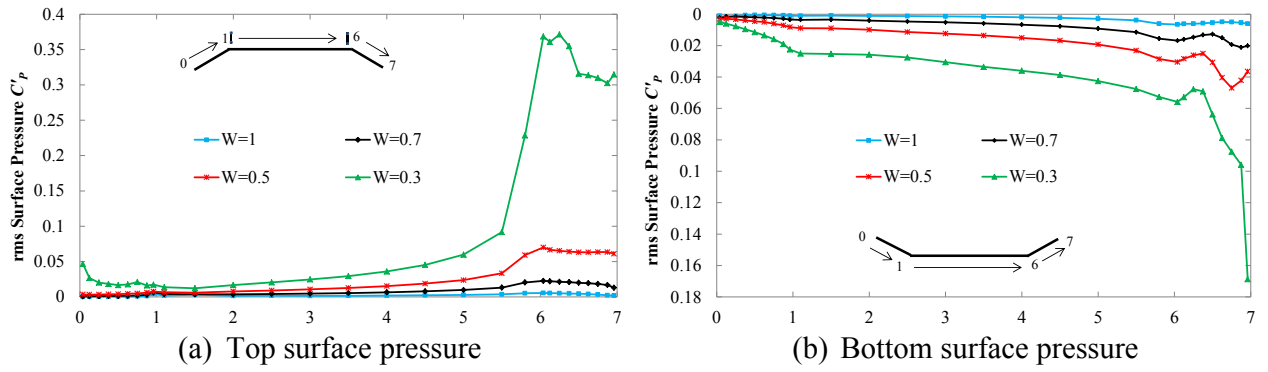 rms Surface Pressure C'P
0.4
0.35
0.3
0.25
0.2
0.15
0.1
0.05
0
0 1 2 3 4 5 6 7
0 1 6 7
W=1 W=0.7
W=0.5 W=0.3
(a) Top surface pressure
rms Surface Pressure C'P
0
0.02
0.04
0.06
0.08
0.1
0.12
0.14
0.16
0.18
0 1 2 3 4 5 6 7
W=1 W=0.7
W=0.5 W=0.3
0 1 6 7
(b) Bottom surface pressure